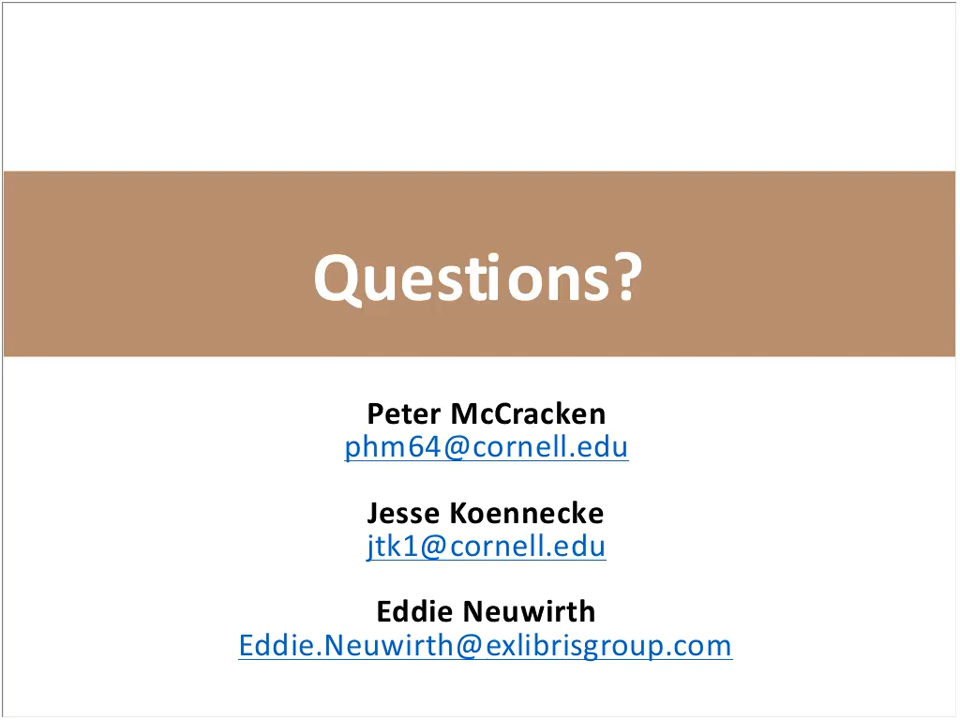 Questions?
Peter McCracken
phm64@cornell.edu
Jesse Koennecke
jtk1@cornell.edu
Eddie Neuwirth
Eddie.Neuwirth@exlibrisgroup.com